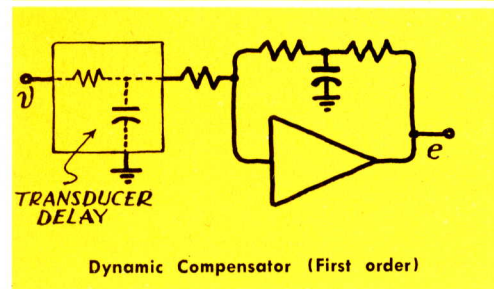 v
e
TRANSDUCER
DELAY
Dynamic Compensator (First order)